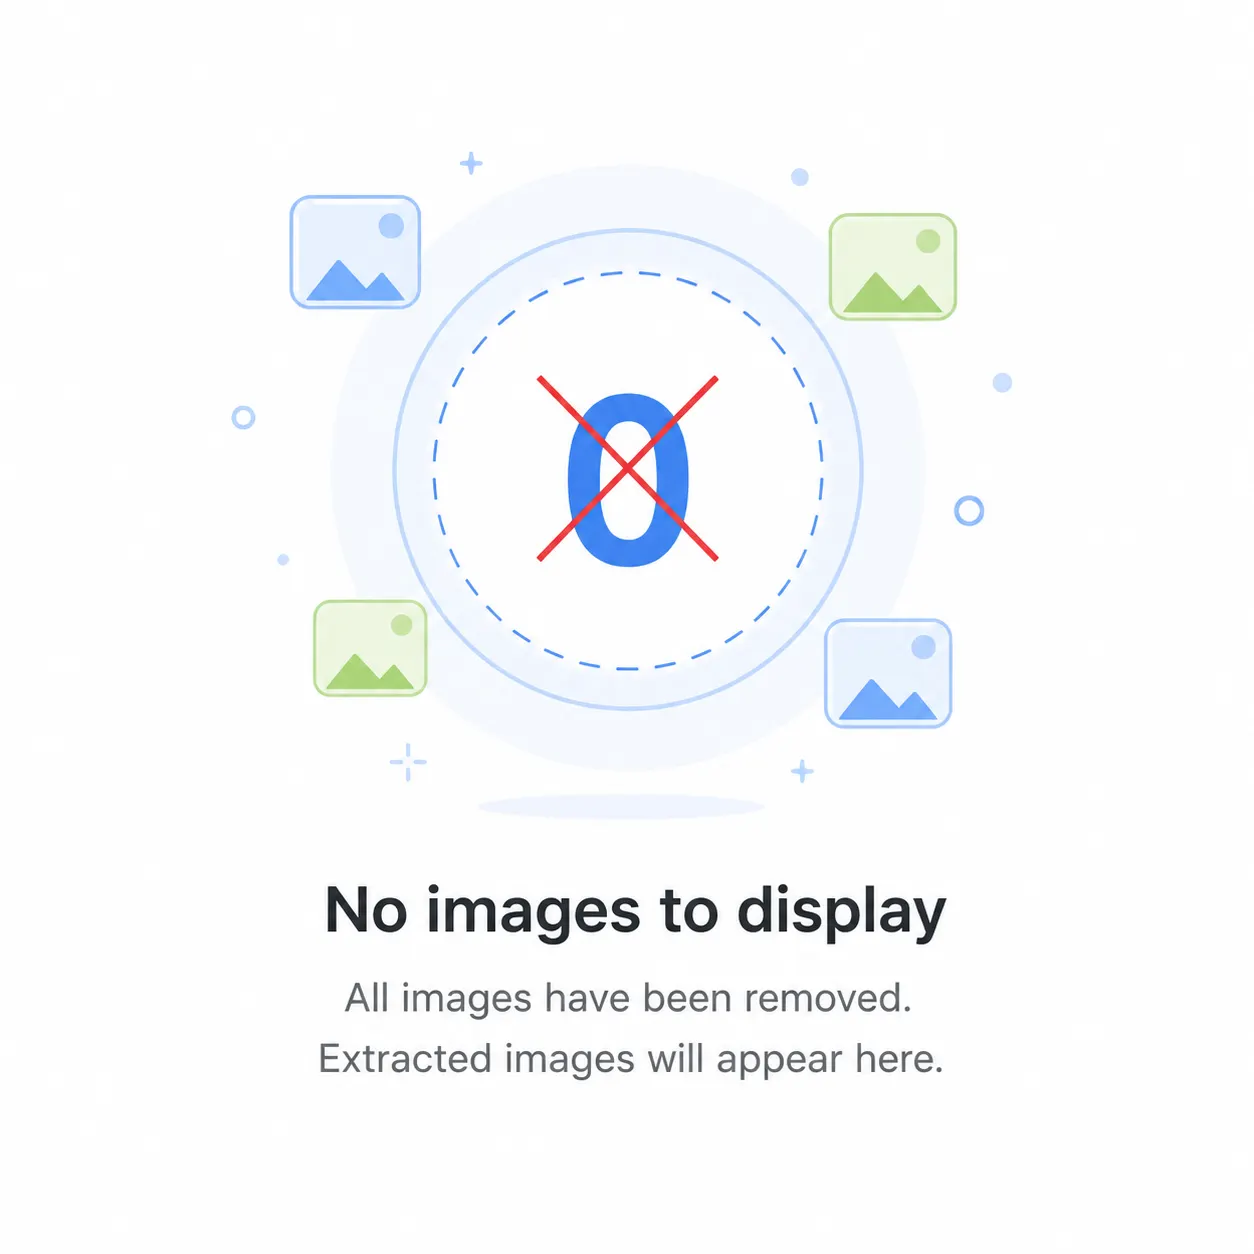 0
No images to display
All images have been removed.
Extracted images will appear here.